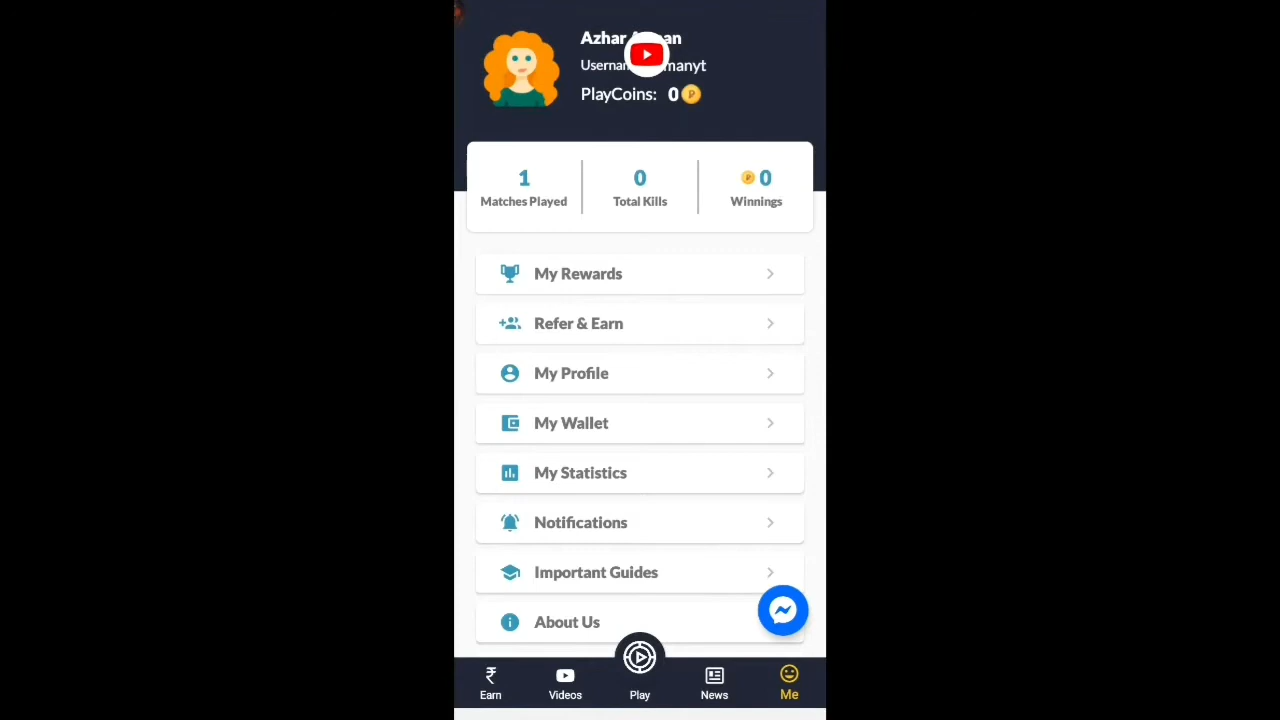 Azhar
PlayCoins: 0
1
Matches Played
0
Total Kills
0
Winnings
My Rewards
Refer & Earn
My Profile
My Wallet
My Statistics
Notifications
Important Guides
About Us
Earn
Videos
Play
News
Me